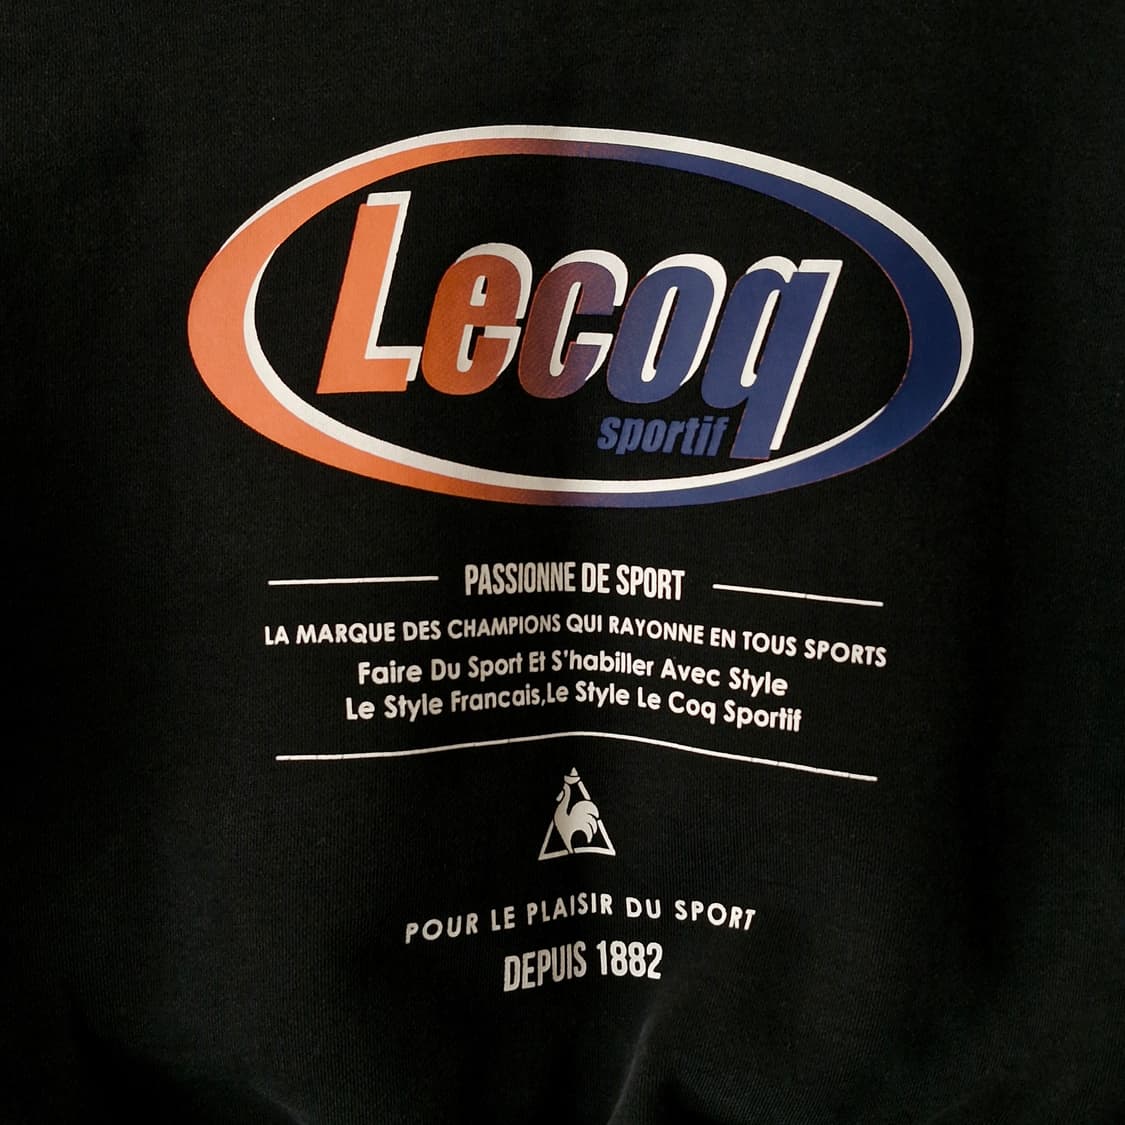 Lecoq
sportif
PASSIONNE DE SPORT
LA MARQUE DES CHAMPIONS QUI RAYONNE EN TOUS SPORTS
Faire Du Sport Et S'habiller Avec Style
Le Style Francais,Le Style Le Coq Sportif
POUR LE PLAISIR DU SPORT
DEPUIS 1882